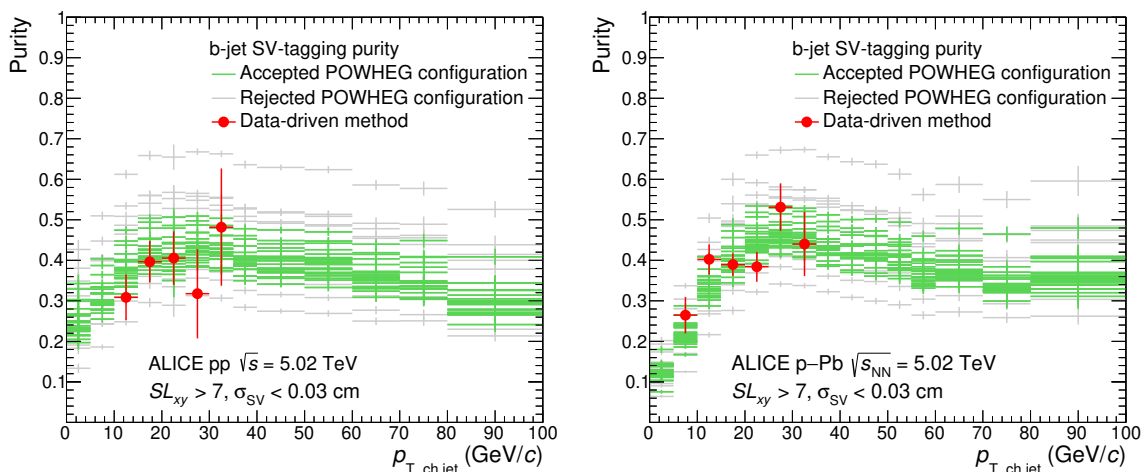 Purity
1
0.9
0.8
0.7
0.6
0.5
0.4
0.3
0.2
0.1
b-jet SV-tagging purity
Accepted POWHEG configuration
Rejected POWHEG configuration
Data-driven method
ALICE pp √s = 5.02 TeV
SLxy > 7, σSV < 0.03 cm
0 10 20 30 40 50 60 70 80 90 100
pT, ch jet (GeV/c)
Purity
1
0.9
0.8
0.7
0.6
0.5
0.4
0.3
0.2
0.1
b-jet SV-tagging purity
Accepted POWHEG configuration
Rejected POWHEG configuration
Data-driven method
ALICE p–Pb √sNN = 5.02 TeV
SLxy > 7, σSV < 0.03 cm
0 10 20 30 40 50 60 70 80 90 100
pT, ch jet (GeV/c)